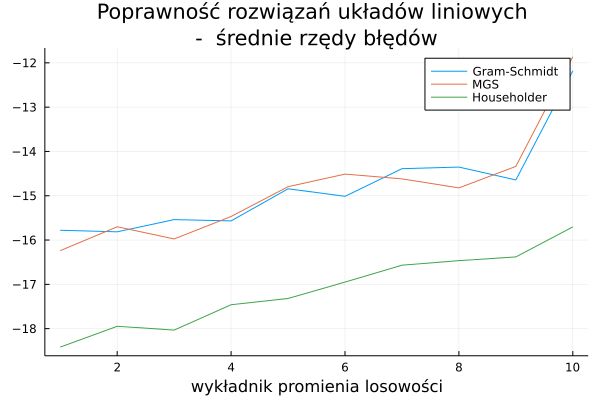 Poprawność rozwiązań układów liniowych
- średnie rzędy błędów
Gram-Schmidt
MGS
Householder
−12
−13
−14
−15
−16
−17
−18
2
4
6
8
10
wykładnik promienia losowości